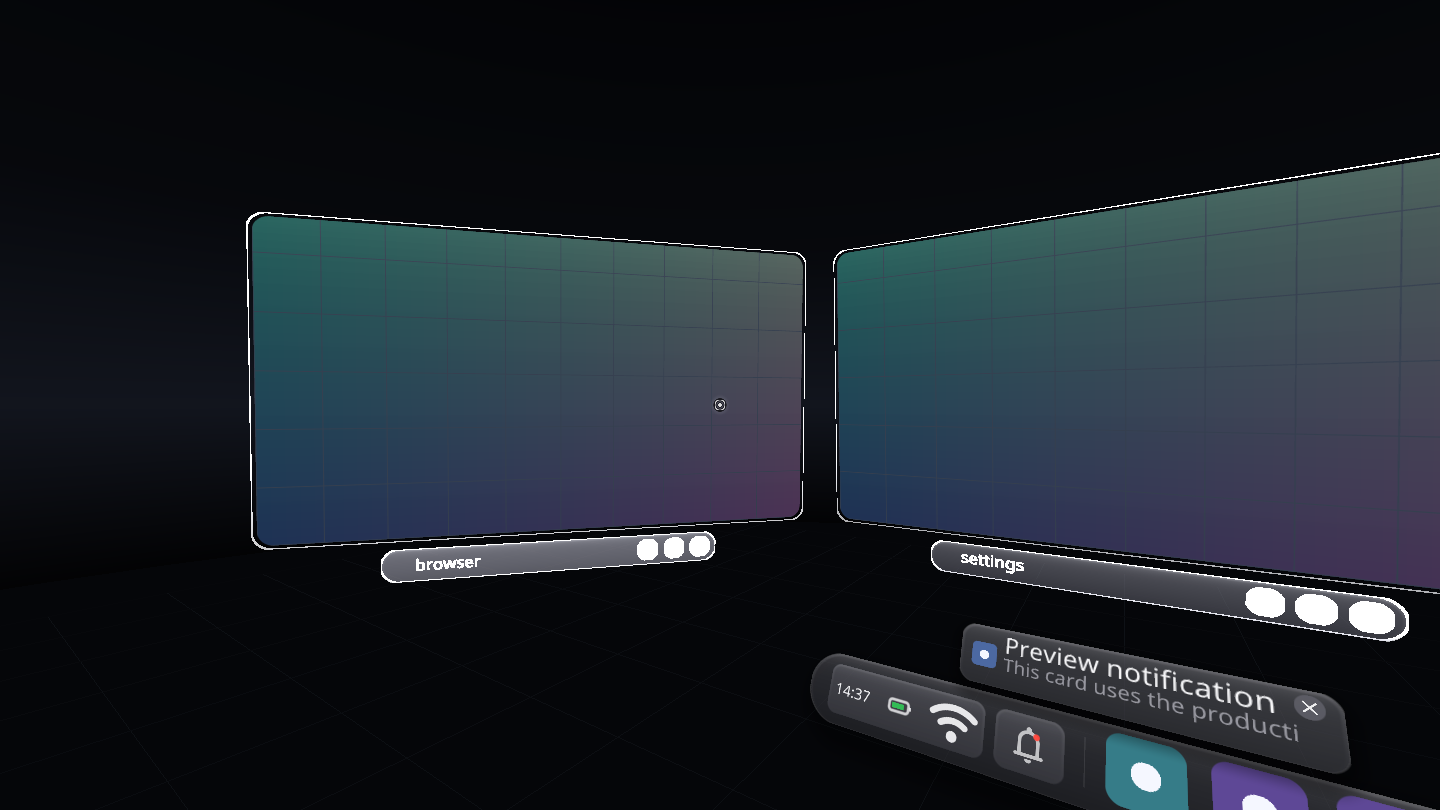 browser
settings
Preview notification
This card uses the producti
14:37